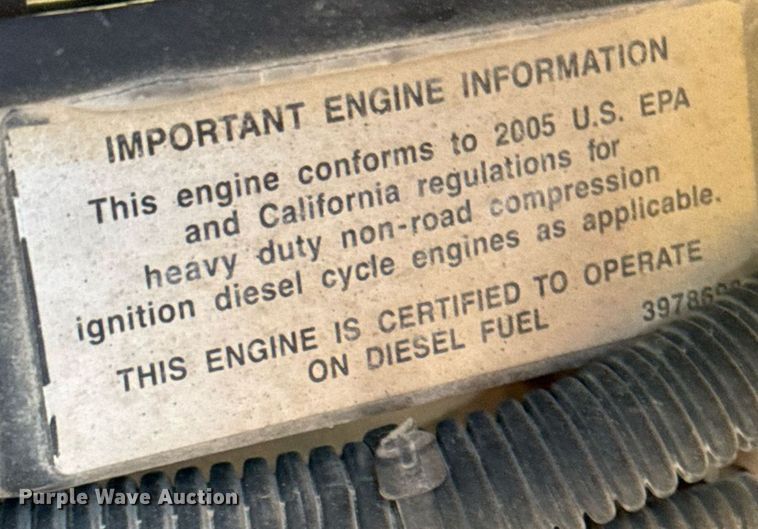 IMPORTANT ENGINE INFORMATION
This engine conforms to 2005 U.S. EPA
and California regulations for
heavy duty non-road compression
ignition diesel cycle engines as applicable.
THIS ENGINE IS CERTIFIED TO OPERATE
ON DIESEL FUEL
Purple Wave Auction